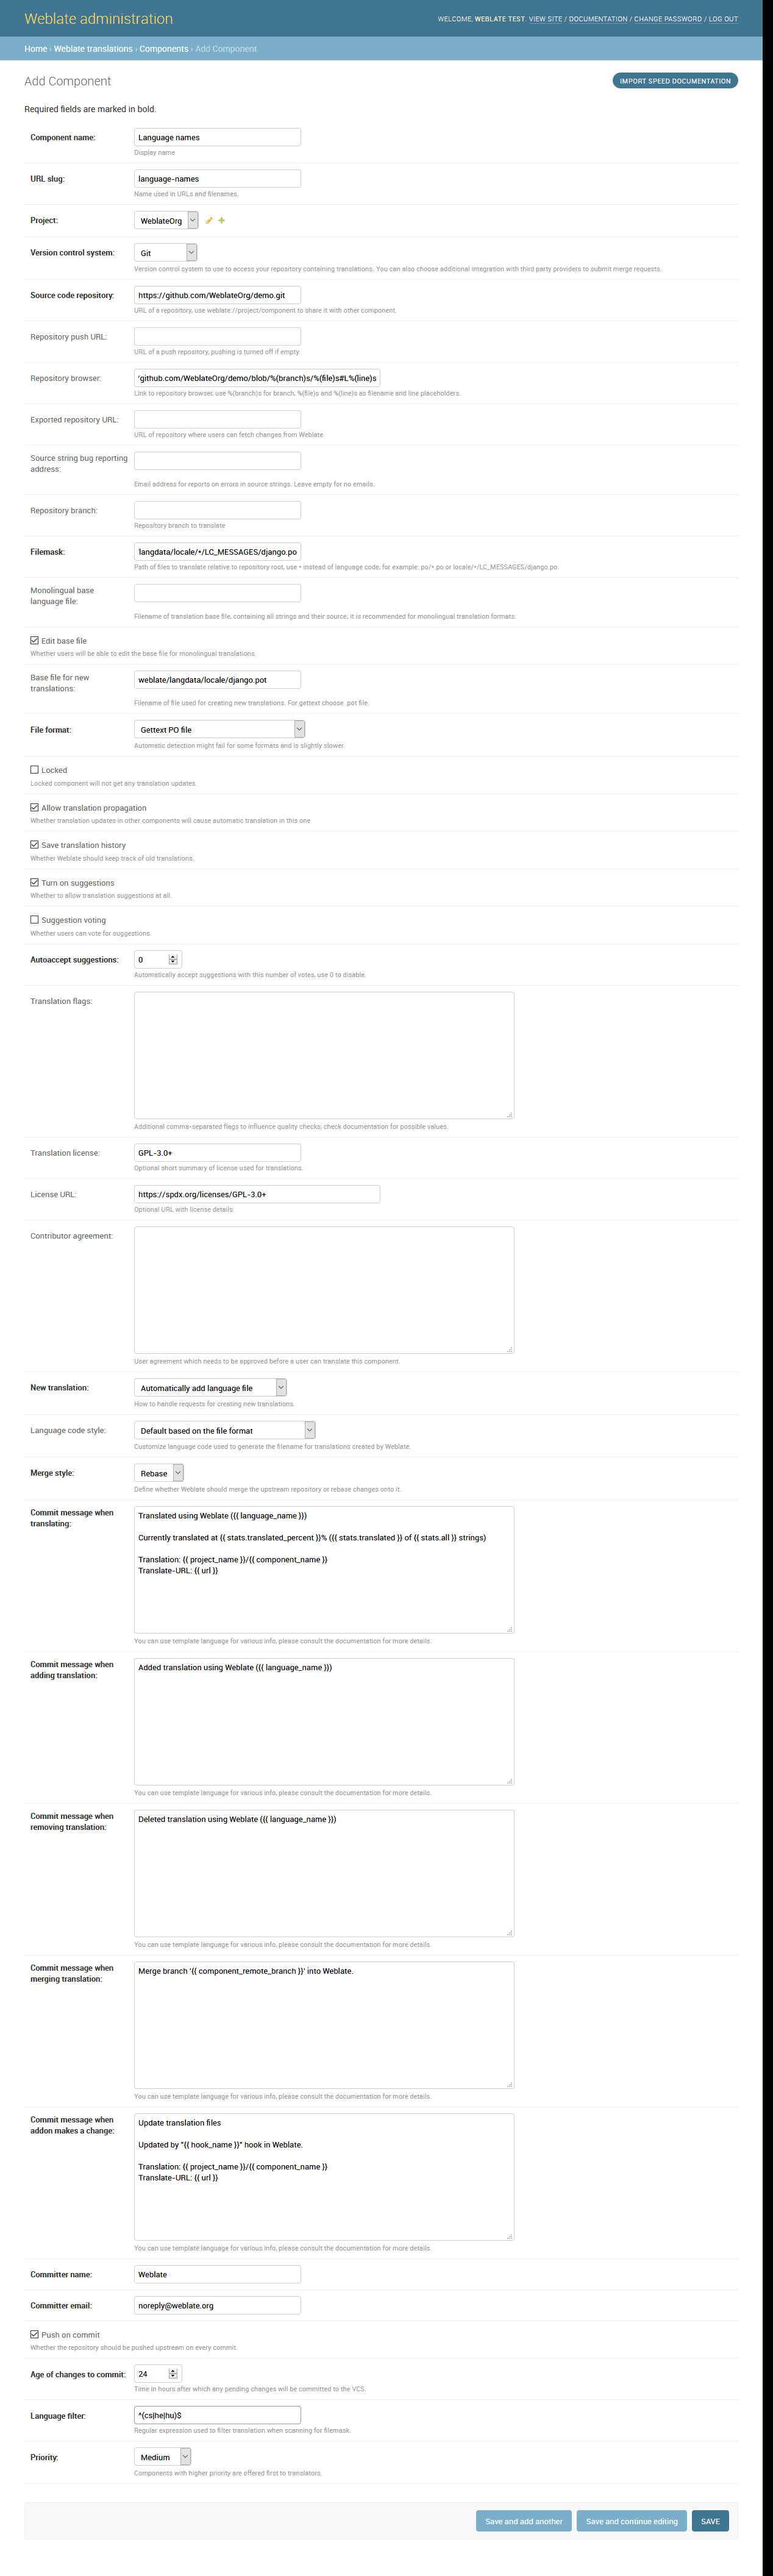 Weblate administration
WELCOME, WEBLATE TEST. VIEW SITE / DOCUMENTATION / CHANGE PASSWORD / LOG OUT
Home › Weblate translations › Components › Add Component
Add Component
IMPORT SPEED DOCUMENTATION
Required fields are marked in bold.
Component name: Language names
Display name
URL slug: language-names
Name used in URLs and filenames.
Project: WeblateOrg
Version control system: Git
Version control system to use to access your repository containing translations. You can also choose additional integration with third party providers to submit merge requests.
Source code repository: https://github.com/WeblateOrg/demo.git
URL of a repository, use weblate://project/component to share it with other component.
Repository push URL:
URL of a push repository, pushing is turned off if empty.
Repository browser: /github.com/WeblateOrg/demo/blob/%(branch)s/%(file)s#L%(line)s
Link to repository browser, use %(branch)s for branch, %(file)s and %(line)s as filename and line placeholders.
Exported repository URL:
URL of repository where users can fetch changes from Weblate
Source string bug reporting
address:
Email address for reports on errors in source strings. Leave empty for no emails.
Repository branch:
Repository branch to translate
Filemask: langdata/locale/*/LC_MESSAGES/django.po
Path of files to translate relative to repository root, use * instead of language code, for example: po/*.po or locale/*/LC_MESSAGES/django.po.
Monolingual base
language file:
Filename of translation base file, containing all strings and their source; it is recommended for monolingual translation formats.
Edit base file
Whether users will be able to edit the base file for monolingual translations.
Base file for new
translations: weblate/langdata/locale/django.pot
Filename of file used for creating new translations. For gettext choose .pot file.
File format: Gettext PO file
Automatic detection might fail for some formats and is slightly slower.
Locked
Locked component will not get any translation updates.
Allow translation propagation
Whether translation updates in other components will cause automatic translation in this one
Save translation history
Whether Weblate should keep track of old translations.
Turn on suggestions
Whether to allow translation suggestions at all.
Suggestion voting
Whether users can vote for suggestions.
Autoaccept suggestions: 0
Automatically accept suggestions with this number of votes, use 0 to disable.
Translation flags:
Additional comma-separated flags to influence quality checks, check documentation for possible values.
Translation license: GPL-3.0+
Optional short summary of license used for translations.
License URL: https://spdx.org/licenses/GPL-3.0+
Optional URL with license details.
Contributor agreement:
User agreement which needs to be approved before a user can translate this component.
New translation: Automatically add language file
How to handle requests for creating new translations.
Language code style: Default based on the file format
Customize language code used to generate the filename for translations created by Weblate.
Merge style: Rebase
Define whether Weblate should merge the upstream repository or rebase changes onto it.
Commit message when
translating:
Translated using Weblate ({{ language_name }})
Currently translated at {{ stats.translated_percent }}% ({{ stats.translated }} of {{ stats.all }} strings)
Translation: {{ project_name }}/{{ component_name }}
Translate-URL: {{ url }}
You can use template language for various info, please consult the documentation for more details.
Commit message when
adding translation:
Added translation using Weblate ({{ language_name }})
You can use template language for various info, please consult the documentation for more details.
Commit message when
removing translation:
Deleted translation using Weblate ({{ language_name }})
You can use template language for various info, please consult the documentation for more details.
Commit message when
merging translation:
Merge branch '{{ component_remote_branch }}' into Weblate.
You can use template language for various info, please consult the documentation for more details.
Commit message when
addon makes a change:
Update translation files
Updated by "{{ hook_name }}" hook in Weblate.
Translation: {{ project_name }}/{{ component_name }}
Translate-URL: {{ url }}
You can use template language for various info, please consult the documentation for more details.
Committer name: Weblate
Committer email: noreply@weblate.org
Push on commit
Whether the repository should be pushed upstream on every commit.
Age of changes to commit: 24
Time in hours after which any pending changes will be committed to the VCS.
Language filter: ^(cs|he|hu)$
Regular expression used to filter translation when scanning for filemask.
Priority: Medium
Components with higher priority are offered first to translators.
Save and add another
Save and continue editing
SAVE